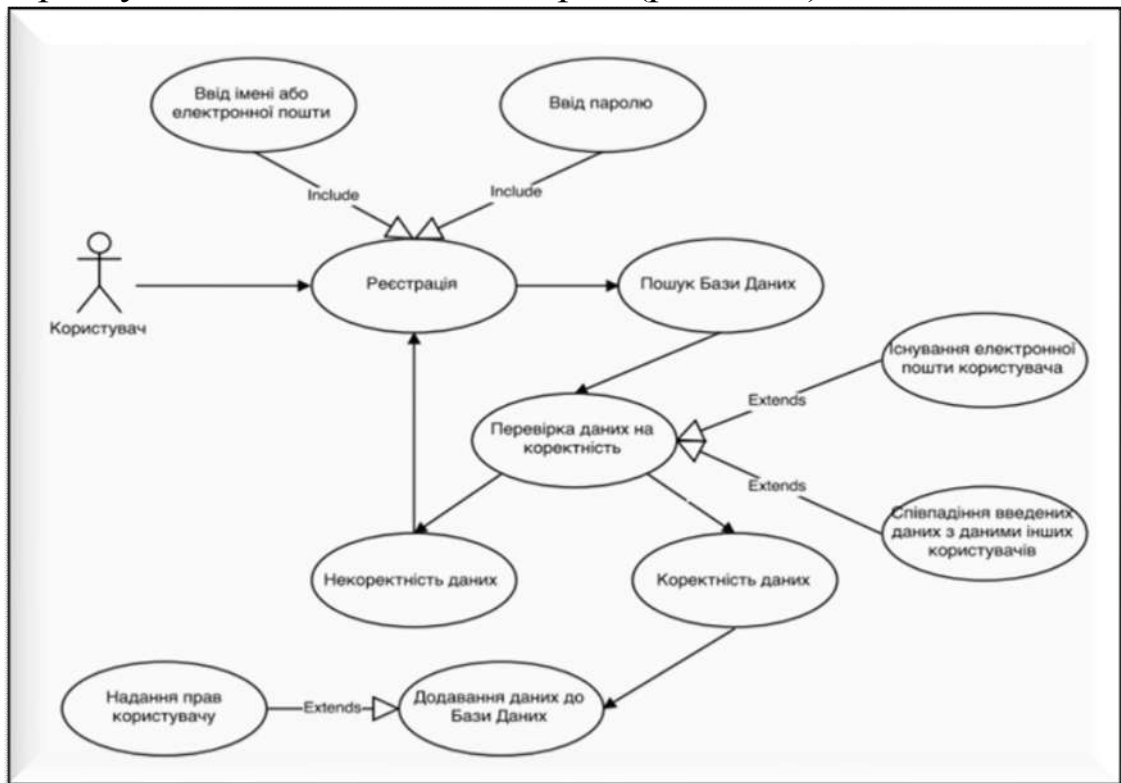 Ввід імені або
електронної пошти
Ввід паролю
Include
Include
Користувач
Реєстрація
Пошук Бази Даних
Існування електронної
пошти користувача
Extends
Перевірка даних на
коректність
Extends
Співпадіння введених
даних з даними інших
користувачів
Некоректність даних
Коректність даних
Надання прав
користувачу
Extends
Додавання даних до
Бази Даних